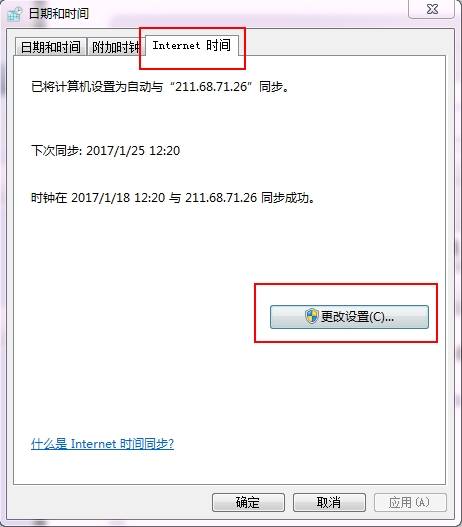 日期和时间
日期和时间 附加时钟 Internet 时间
已将计算机设置为自动与“211.68.71.26”同步。
下次同步: 2017/1/25 12:20
时钟在 2017/1/18 12:20 与 211.68.71.26 同步成功。
更改设置(C)...
什么是 Internet 时间同步?
确定 取消 应用(A)